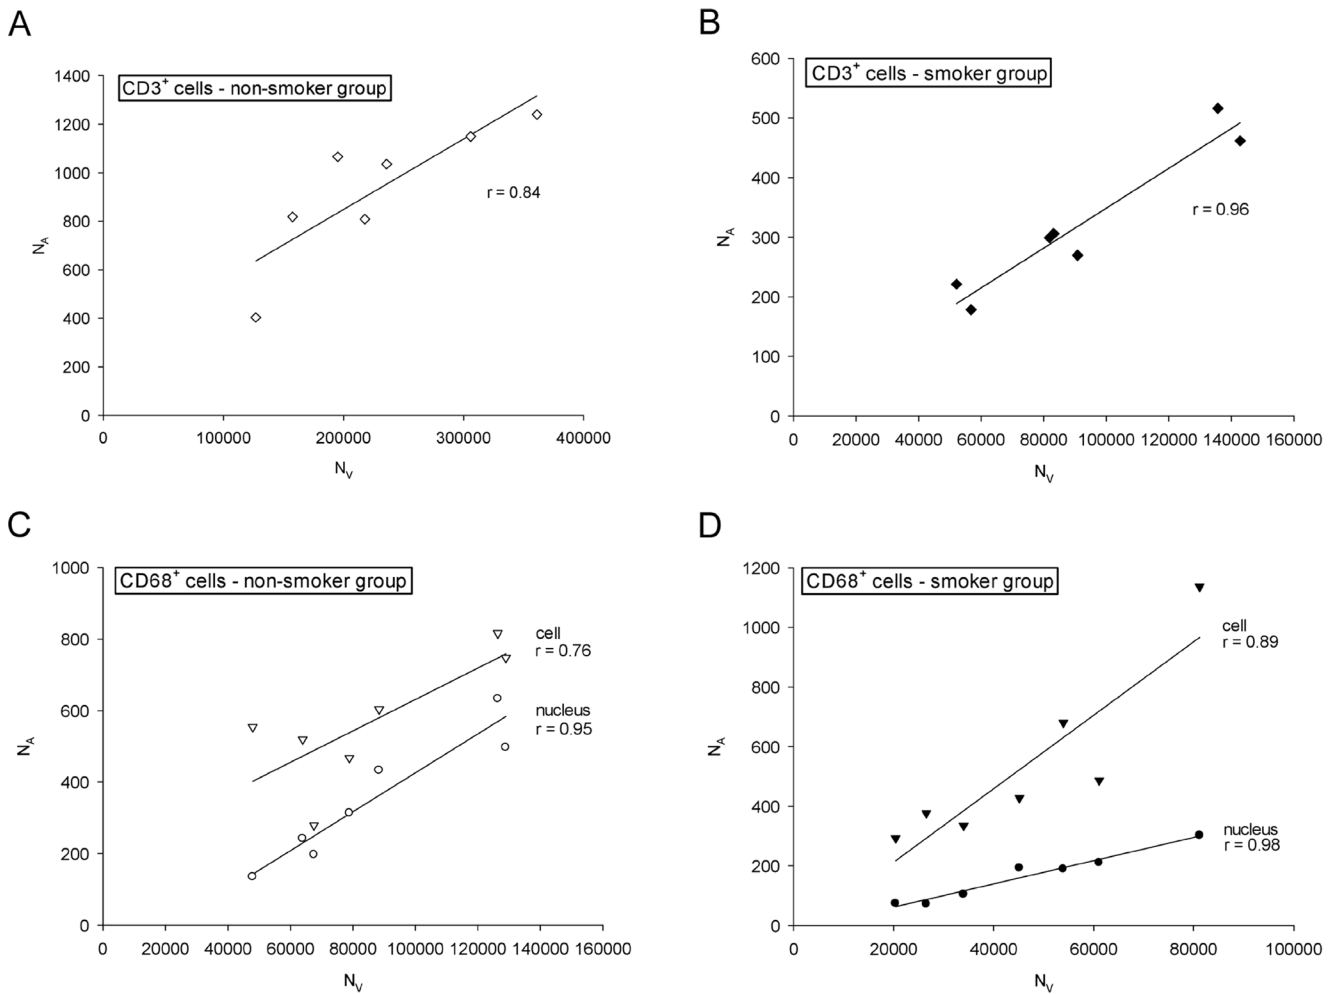 A
CD3+ cells - non-smoker group
1400
1200
1000
800
600
400
200
0
NA
r = 0.84
0 100000 200000 300000 400000
NV
B
CD3+ cells - smoker group
600
500
400
300
200
100
0
NA
r = 0.96
0 20000 40000 60000 80000 100000 120000 140000 160000
NV
C
CD68+ cells - non-smoker group
1000
800
600
400
200
0
NA
cell
r = 0.76
nucleus
r = 0.95
0 20000 40000 60000 80000 100000 120000 140000 160000
NV
D
CD68+ cells - smoker group
1200
1000
800
600
400
200
0
NA
cell
r = 0.89
nucleus
r = 0.98
0 20000 40000 60000 80000 100000
NV